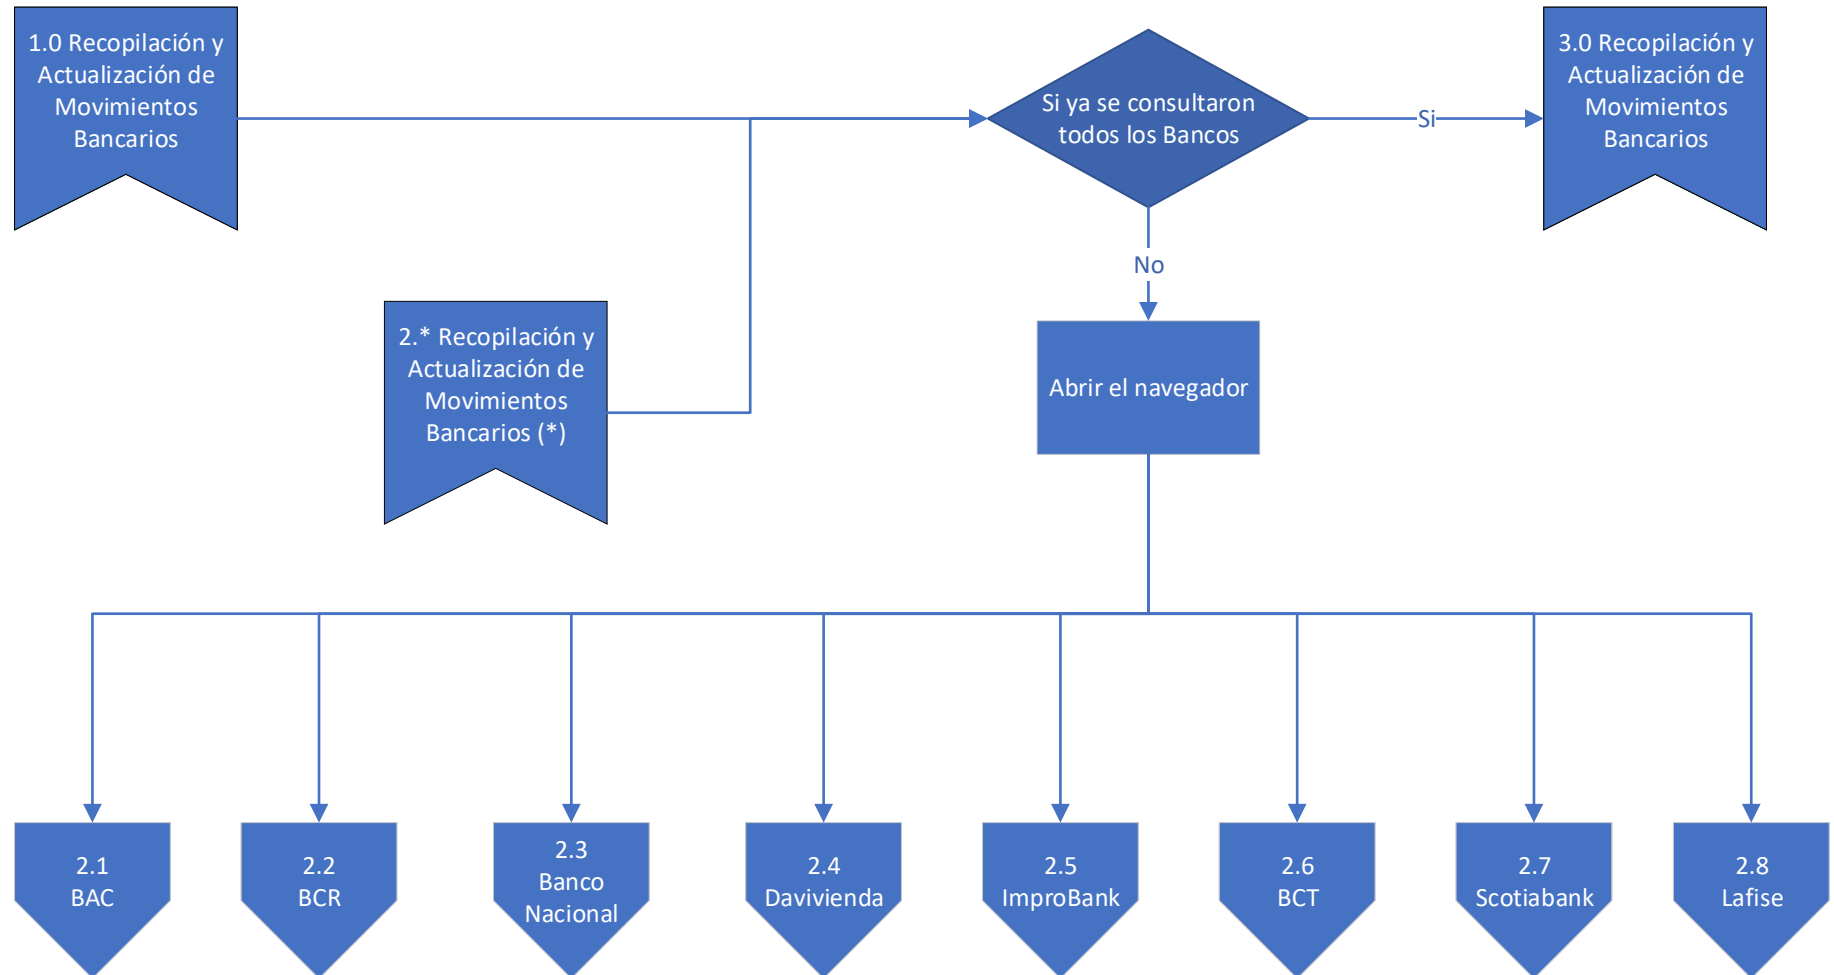 1.0 Recopilación y
Actualización de
Movimientos
Bancarios
Si ya se consultaron
todos los Bancos
Si
3.0 Recopilación y
Actualización de
Movimientos
Bancarios
No
2.* Recopilación y
Actualización de
Movimientos
Bancarios (*)
Abrir el navegador
2.1
BAC
2.2
BCR
2.3
Banco
Nacional
2.4
Davivienda
2.5
ImproBank
2.6
BCT
2.7
Scotiabank
2.8
Lafise